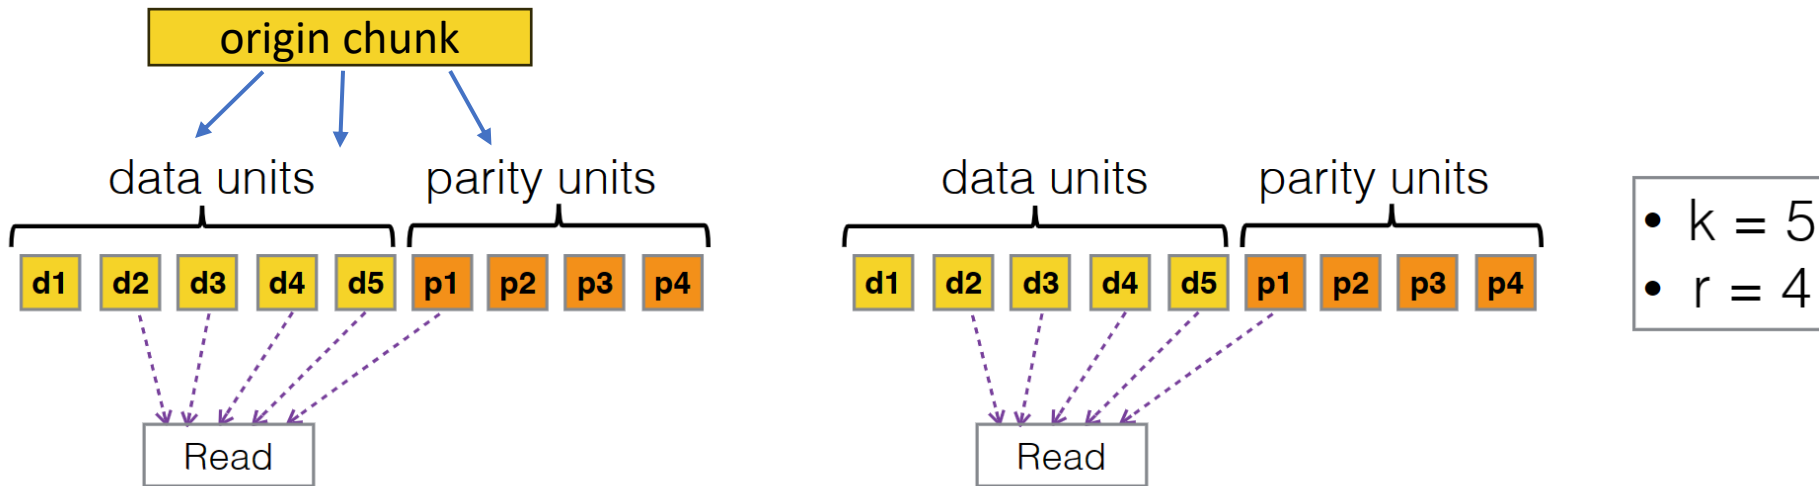 origin chunk
data units parity units
d1 d2 d3 d4 d5 p1 p2 p3 p4
Read
data units parity units
d1 d2 d3 d4 d5 p1 p2 p3 p4
Read
• k = 5
• r = 4